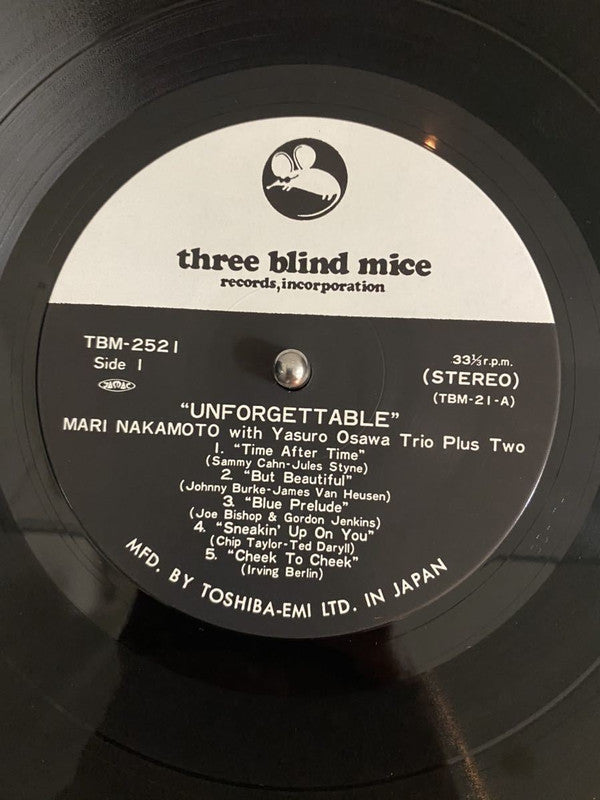 three blind mice
records, incorporation
TBM-2521
Side 1
33⅓ r.p.m.
(STEREO)
(TBM-21-A)
"UNFORGETTABLE"
MARI NAKAMOTO with Yasuro Osawa Trio Plus Two
1. "Time After Time"
(Sammy Cahn-Jules Styne)
2. "But Beautiful"
(Johnny Burke-James Van Heusen)
3. "Blue Prelude"
(Joe Bishop & Gordon Jenkins)
4. "Sneakin' Up On You"
(Chip Taylor-Ted Daryll)
5. "Cheek To Cheek"
(Irving Berlin)
MFD. BY TOSHIBA-EMI LTD. IN JAPAN